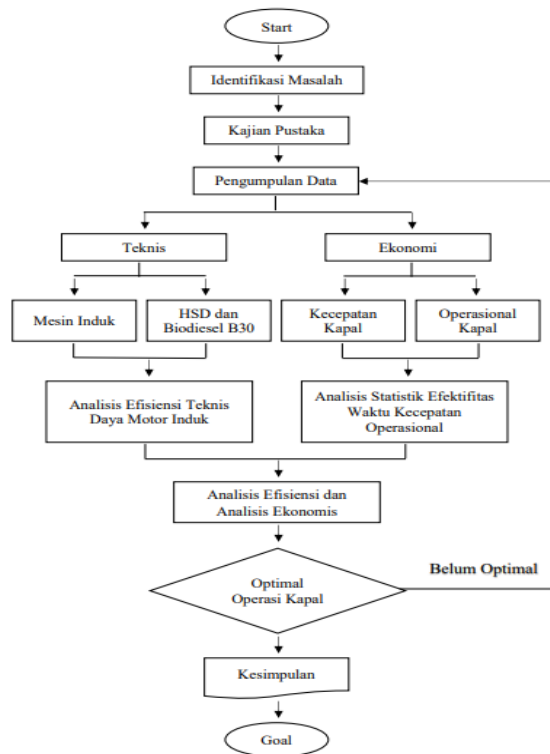 Start
Identifikasi Masalah
Kajian Pustaka
Pengumpulan Data
Teknis
Ekonomi
Mesin Induk
HSD dan
Biodiesel B30
Kecepatan
Kapal
Operasional
Kapal
Analisis Efisiensi Teknis
Daya Motor Induk
Analisis Statistik Efektifitas
Waktu Kecepatan
Operasional
Analisis Efisiensi dan
Analisis Ekonomis
Optimal
Operasi Kapal
Belum Optimal
Kesimpulan
Goal